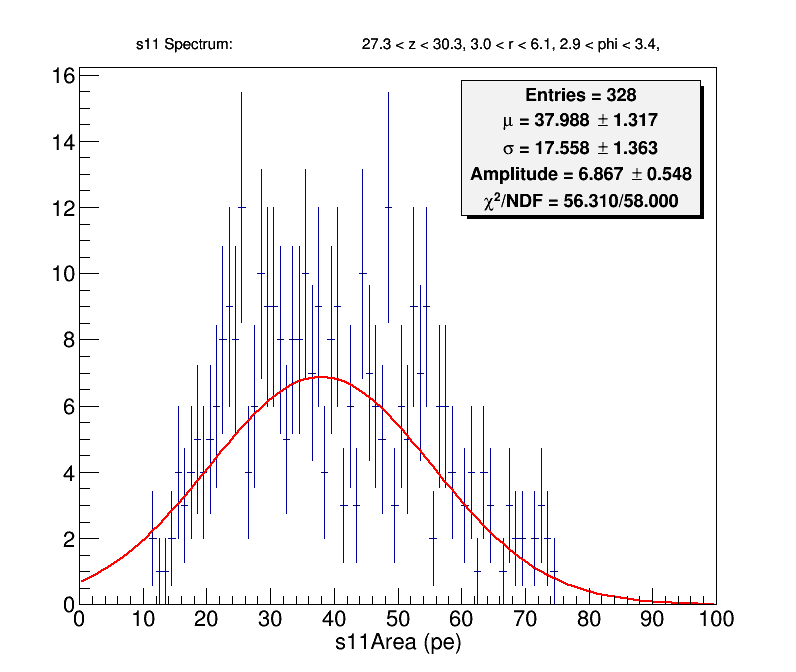 s11 Spectrum: 27.3 < z < 30.3, 3.0 < r < 6.1, 2.9 < phi < 3.4,
Entries = 328
μ = 37.988 ± 1.317
σ = 17.558 ± 1.363
Amplitude = 6.867 ± 0.548
χ²/NDF = 56.310/58.000
16
14
12
10
8
6
4
2
0
0 10 20 30 40 50 60 70 80 90 100
s11Area (pe)